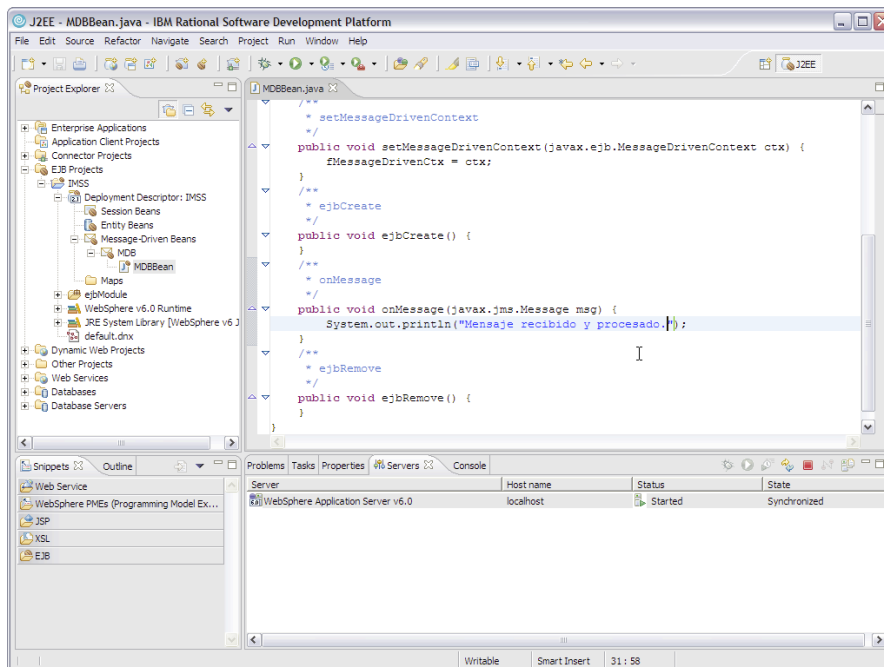 J2EE - MDBBean.java - IBM Rational Software Development Platform
File Edit Source Refactor Navigate Search Project Run Window Help
J2EE
Project Explorer
Enterprise Applications
Application Client Projects
Connector Projects
EJB Projects
IMSS
Deployment Descriptor: IMSS
Session Beans
Entity Beans
Message-Driven Beans
MDB
MDBBean
Maps
ejbModule
WebSphere v6.0 Runtime
JRE System Library [WebSphere v6 J
default.dnx
Dynamic Web Projects
Other Projects
Web Services
Databases
Database Servers
MDBBean.java
/**
* setMessageDrivenContext
*/
public void setMessageDrivenContext(javax.ejb.MessageDrivenContext ctx) {
fMessageDrivenCtx = ctx;
}
/**
* ejbCreate
*/
public void ejbCreate() {
}
/**
* onMessage
*/
public void onMessage(javax.jms.Message msg) {
System.out.println("Mensaje recibido y procesado.");
}
/**
* ejbRemove
*/
public void ejbRemove() {
}
}
Snippets Outline
Web Service
WebSphere PMEs (Programming Model Ex...
JSP
XSL
EJB
Problems Tasks Properties Servers Console
Server Host name Status State
WebSphere Application Server v6.0 localhost Started Synchronized
Writable Smart Insert 31 : 58